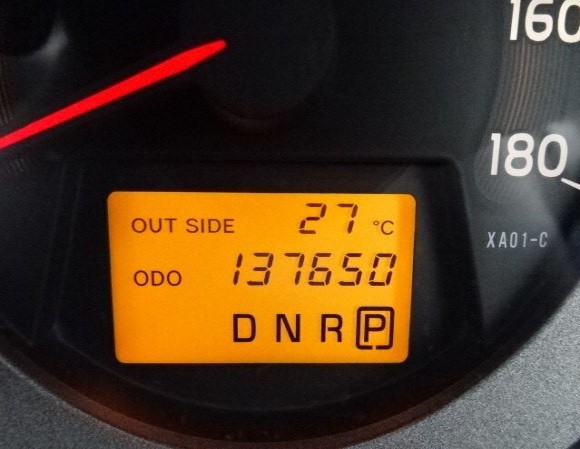 160
180
XA01-C
OUT SIDE 27 °C
ODO 137650
D N R P